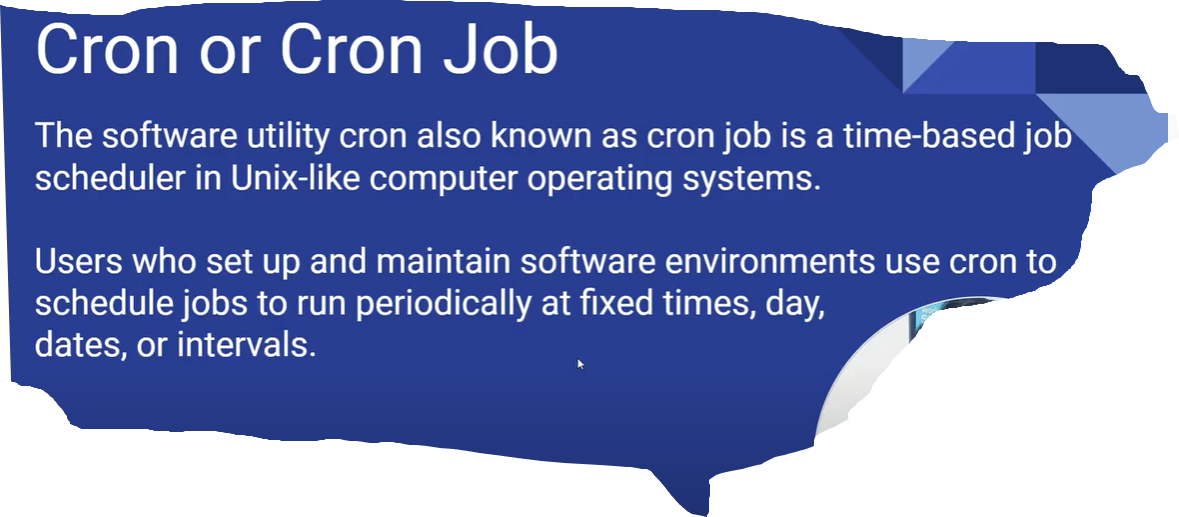 Cron or Cron Job
The software utility cron also known as cron job is a time-based job
scheduler in Unix-like computer operating systems.
Users who set up and maintain software environments use cron to
schedule jobs to run periodically at fixed times, day,
dates, or intervals.